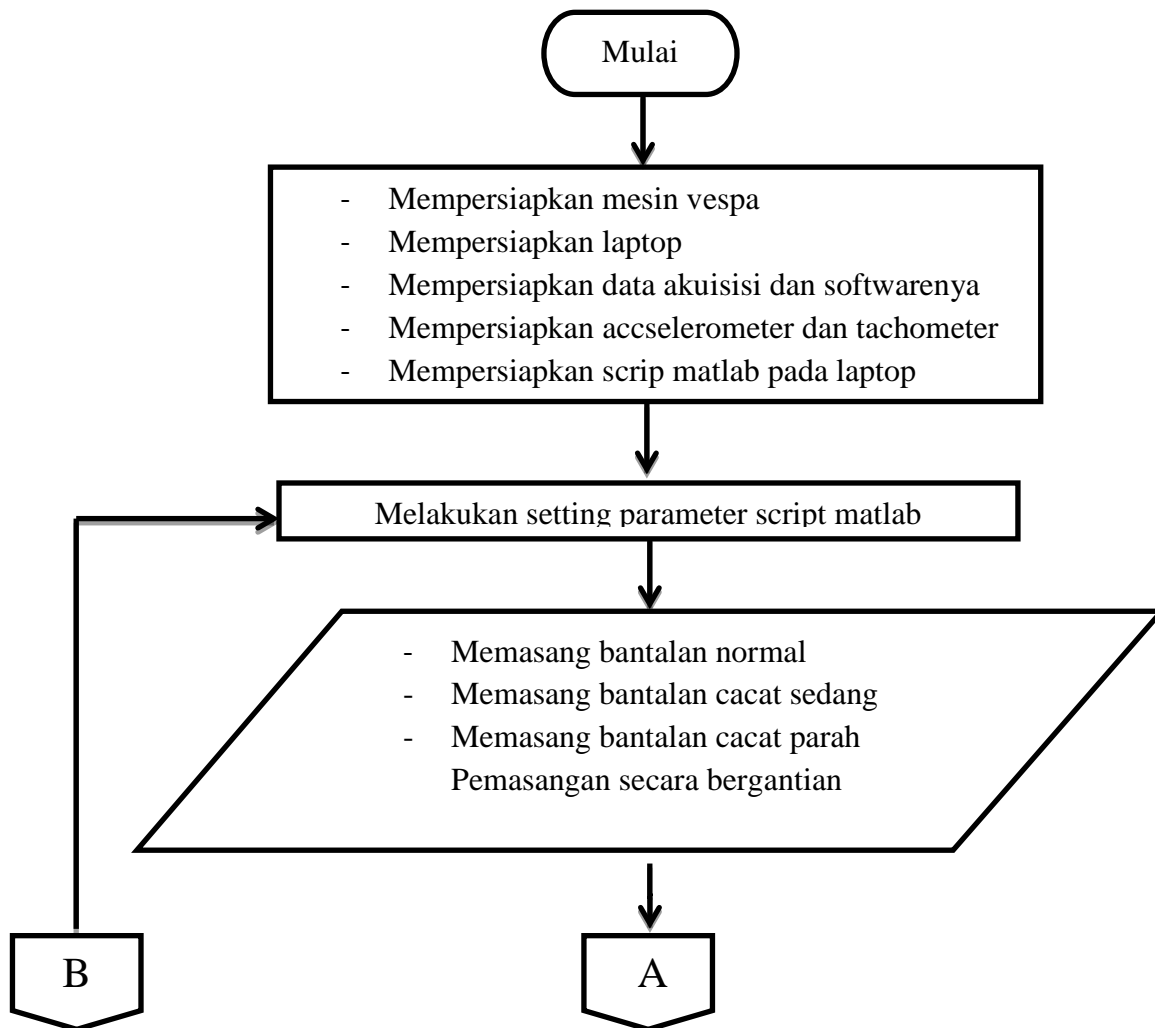 Mulai
- Mempersiapkan mesin vespa
- Mempersiapkan laptop
- Mempersiapkan data akuisisi dan softwarenya
- Mempersiapkan accselerometer dan tachometer
- Mempersiapkan scrip matlab pada laptop
Melakukan setting parameter script matlab
- Memasang bantalan normal
- Memasang bantalan cacat sedang
- Memasang bantalan cacat parah
Pemasangan secara bergantian
B
A